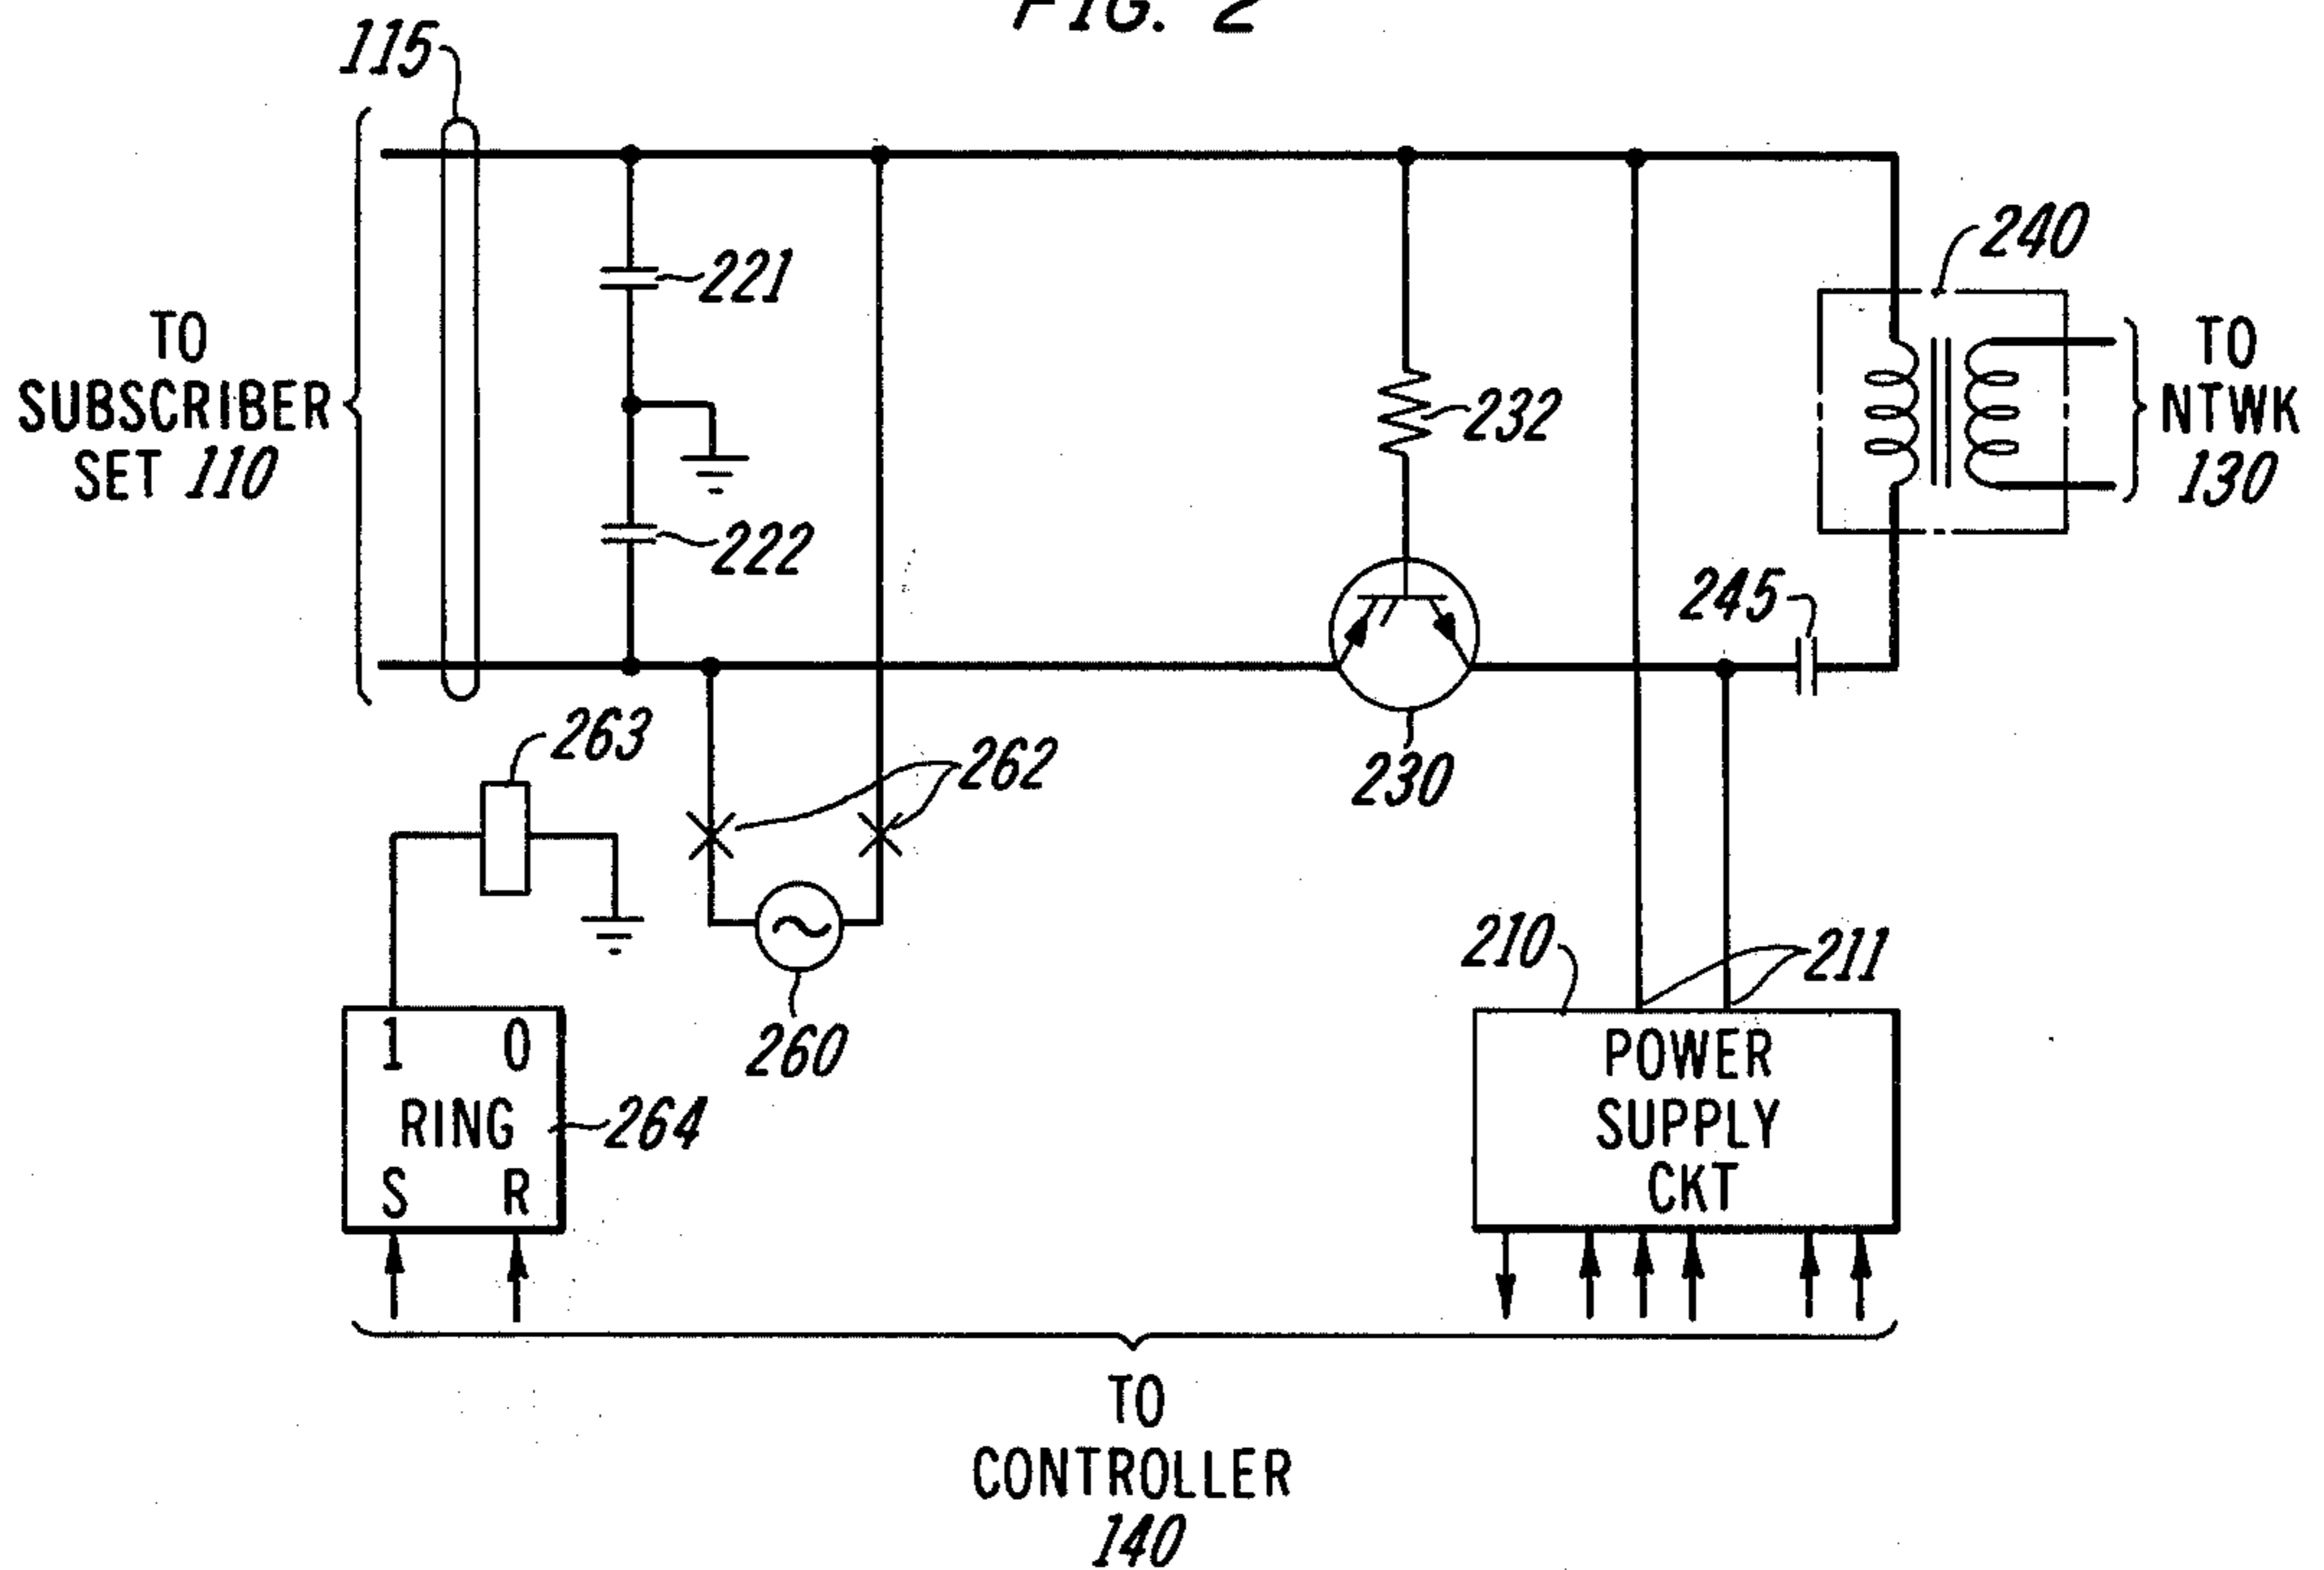 FIG. 2
115
221
240
TO
SUBSCRIBER
SET 110
232
TO
NTWK
130
222
245
263
262
230
210
211
260
1 0
RING
S R
264
POWER
SUPPLY
CKT
TO
CONTROLLER
140